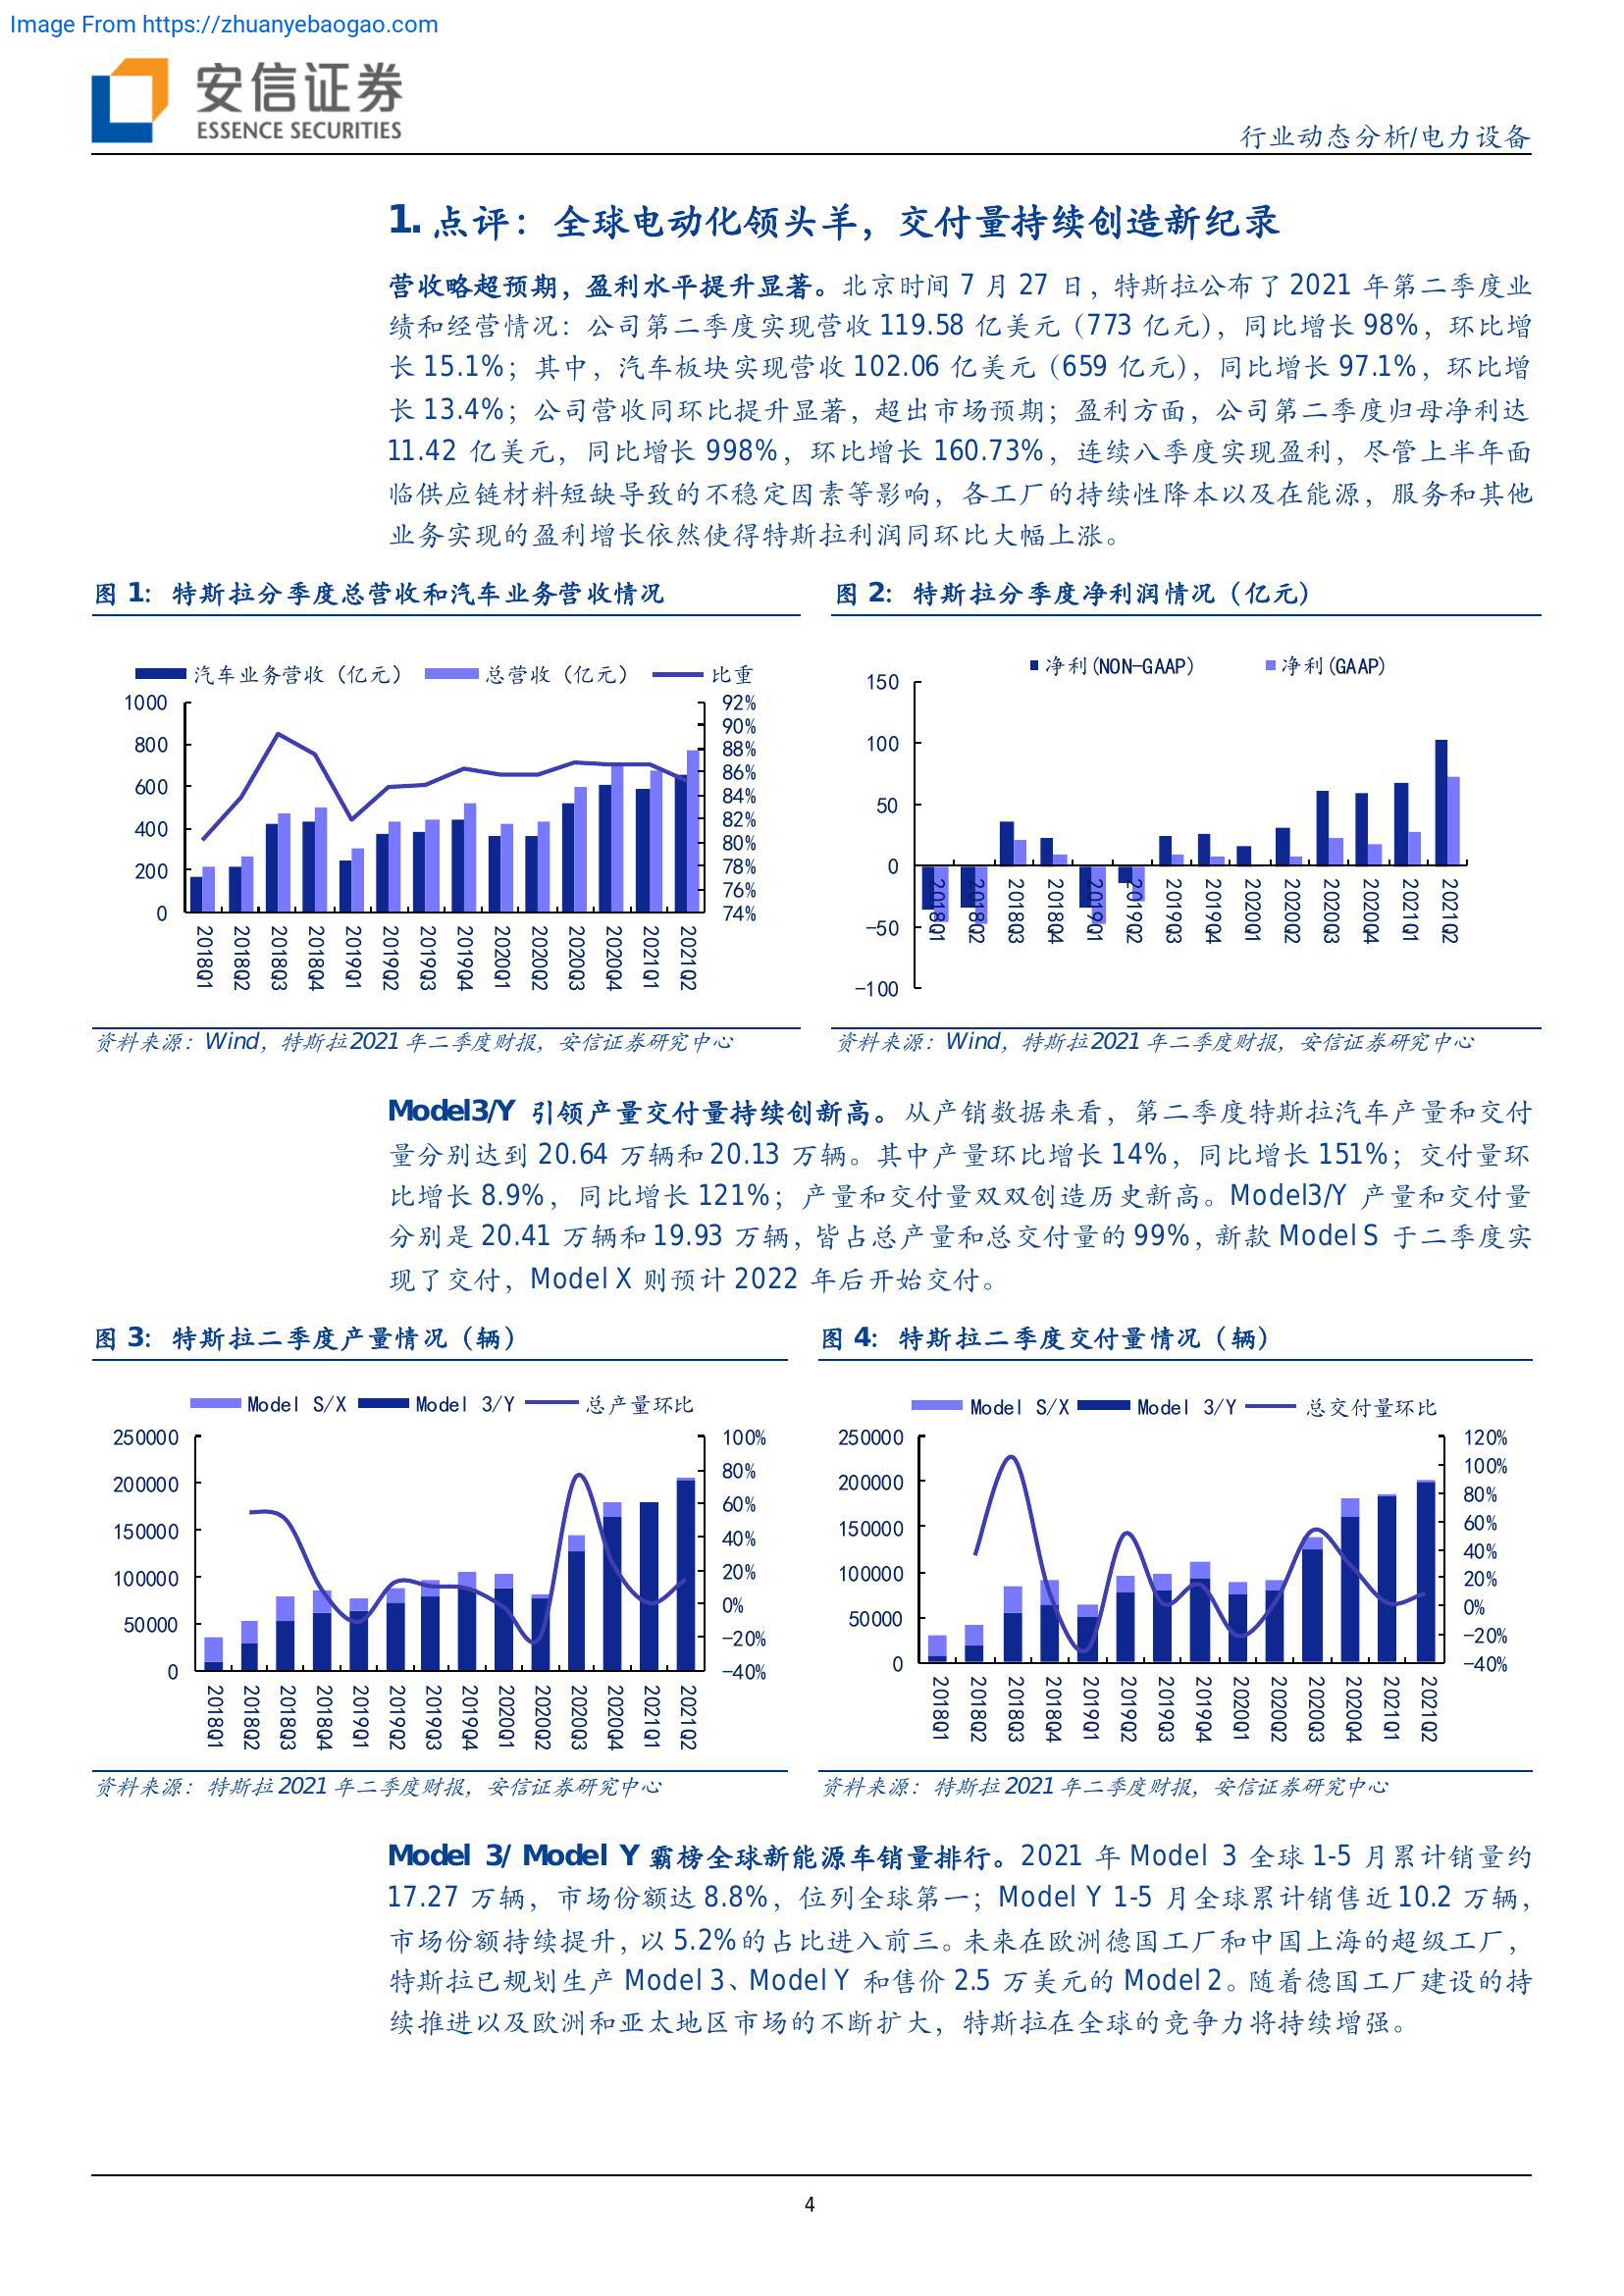 Image From https://zhuanyebaogao.com
安信证券
ESSENCE SECURITIES
行业动态分析/电力设备
1. 点评：全球电动化领头羊，交付量持续创造新纪录
营收略超预期，盈利水平提升显著。北京时间 7 月 27 日，特斯拉公布了 2021 年第二季度业
绩和经营情况：公司第二季度实现营收 119.58 亿美元（773 亿元），同比增长 98%，环比增
长 15.1%；其中，汽车板块实现营收 102.06 亿美元（659 亿元），同比增长 97.1%，环比增
长 13.4%；公司营收同环比提升显著，超出市场预期；盈利方面，公司第二季度归母净利达
11.42 亿美元，同比增长 998%，环比增长 160.73%，连续八季度实现盈利，尽管上半年面
临供应链材料短缺导致的不稳定因素等影响，各工厂的持续性降本以及在能源，服务和其他
业务实现的盈利增长依然使得特斯拉利润同环比大幅上涨。
图 1：特斯拉分季度总营收和汽车业务营收情况
汽车业务营收（亿元） 总营收（亿元） 比重
1000
800
600
400
200
0
92%
90%
88%
86%
84%
82%
80%
78%
76%
74%
2018Q1 2018Q2 2018Q3 2018Q4 2019Q1 2019Q2 2019Q3 2019Q4 2020Q1 2020Q2 2020Q3 2020Q4 2021Q1 2021Q2
资料来源：Wind，特斯拉2021 年二季度财报，安信证券研究中心
图 2：特斯拉分季度净利润情况（亿元）
净利(NON-GAAP) 净利(GAAP)
150
100
50
0
-50
-100
2018Q1 2018Q2 2018Q3 2018Q4 2019Q1 2019Q2 2019Q3 2019Q4 2020Q1 2020Q2 2020Q3 2020Q4 2021Q1 2021Q2
资料来源：Wind，特斯拉2021 年二季度财报，安信证券研究中心
Model3/Y 引领产量交付量持续创新高。从产销数据来看，第二季度特斯拉汽车产量和交付
量分别达到 20.64 万辆和 20.13 万辆。其中产量环比增长 14%，同比增长 151%；交付量环
比增长 8.9%，同比增长 121%；产量和交付量双双创造历史新高。Model3/Y 产量和交付量
分别是 20.41 万辆和 19.93 万辆，皆占总产量和总交付量的 99%，新款 Model S 于二季度实
现了交付，Model X 则预计 2022 年后开始交付。
图 3：特斯拉二季度产量情况（辆）
Model S/X Model 3/Y 总产量环比
250000
200000
150000
100000
50000
0
100%
80%
60%
40%
20%
0%
-20%
-40%
2018Q1 2018Q2 2018Q3 2018Q4 2019Q1 2019Q2 2019Q3 2019Q4 2020Q1 2020Q2 2020Q3 2020Q4 2021Q1 2021Q2
资料来源：特斯拉2021 年二季度财报，安信证券研究中心
图 4：特斯拉二季度交付量情况（辆）
Model S/X Model 3/Y 总交付量环比
250000
200000
150000
100000
50000
0
120%
100%
80%
60%
40%
20%
0%
-20%
-40%
2018Q1 2018Q2 2018Q3 2018Q4 2019Q1 2019Q2 2019Q3 2019Q4 2020Q1 2020Q2 2020Q3 2020Q4 2021Q1 2021Q2
资料来源：特斯拉2021 年二季度财报，安信证券研究中心
Model 3/ Model Y 霸榜全球新能源车销量排行。2021 年 Model 3 全球 1-5 月累计销量约
17.27 万辆，市场份额达 8.8%，位列全球第一；Model Y 1-5 月全球累计销售近 10.2 万辆，
市场份额持续提升，以 5.2%的占比进入前三。未来在欧洲德国工厂和中国上海的超级工厂，
特斯拉已规划生产 Model 3、Model Y 和售价 2.5 万美元的 Model 2。随着德国工厂建设的持
续推进以及欧洲和亚太地区市场的不断扩大，特斯拉在全球的竞争力将持续增强。
4